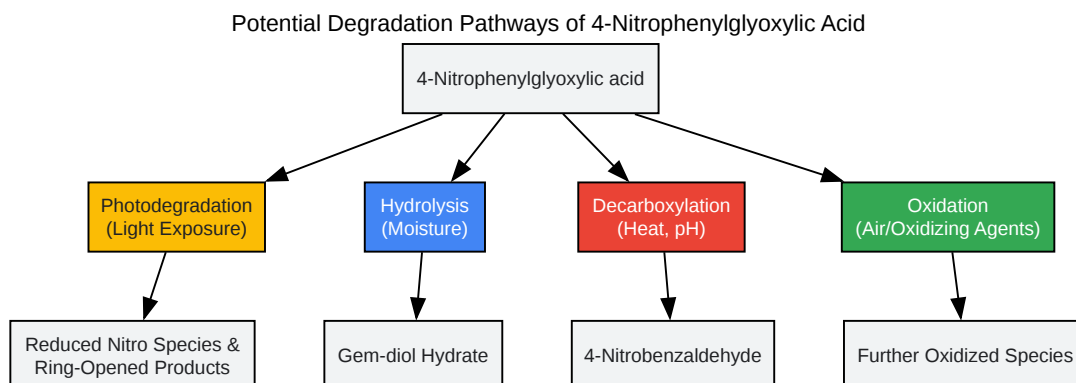 Potential Degradation Pathways of 4-Nitrophenylglyoxylic Acid
4-Nitrophenylglyoxylic acid
Photodegradation
(Light Exposure)
Hydrolysis
(Moisture)
Decarboxylation
(Heat, pH)
Oxidation
(Air/Oxidizing Agents)
Reduced Nitro Species &
Ring-Opened Products
Gem-diol Hydrate
4-Nitrobenzaldehyde
Further Oxidized Species